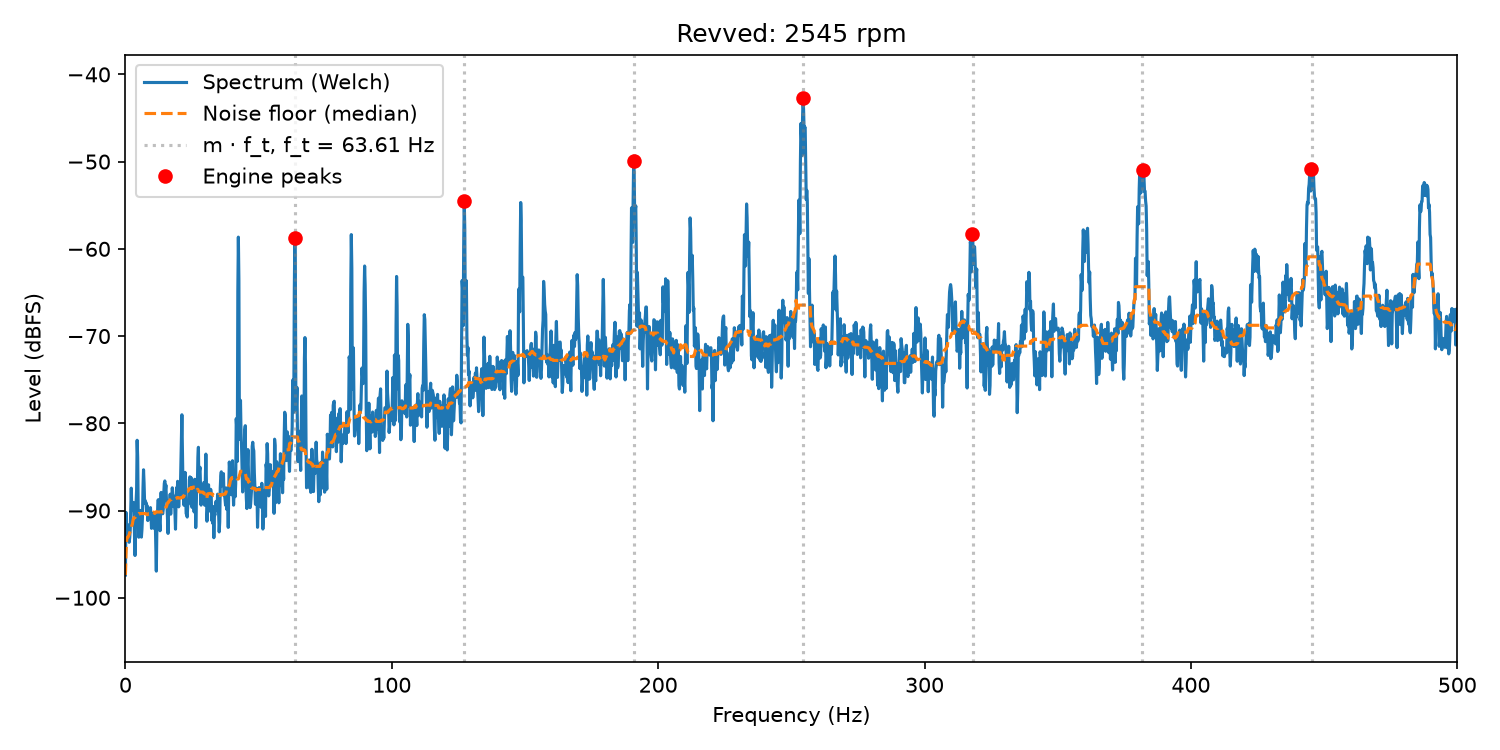 Revved: 2545 rpm
Spectrum (Welch)
Noise floor (median)
m · f_t, f_t = 63.61 Hz
Engine peaks
Level (dBFS)
−40
−50
−60
−70
−80
−90
−100
0 100 200 300 400 500
Frequency (Hz)